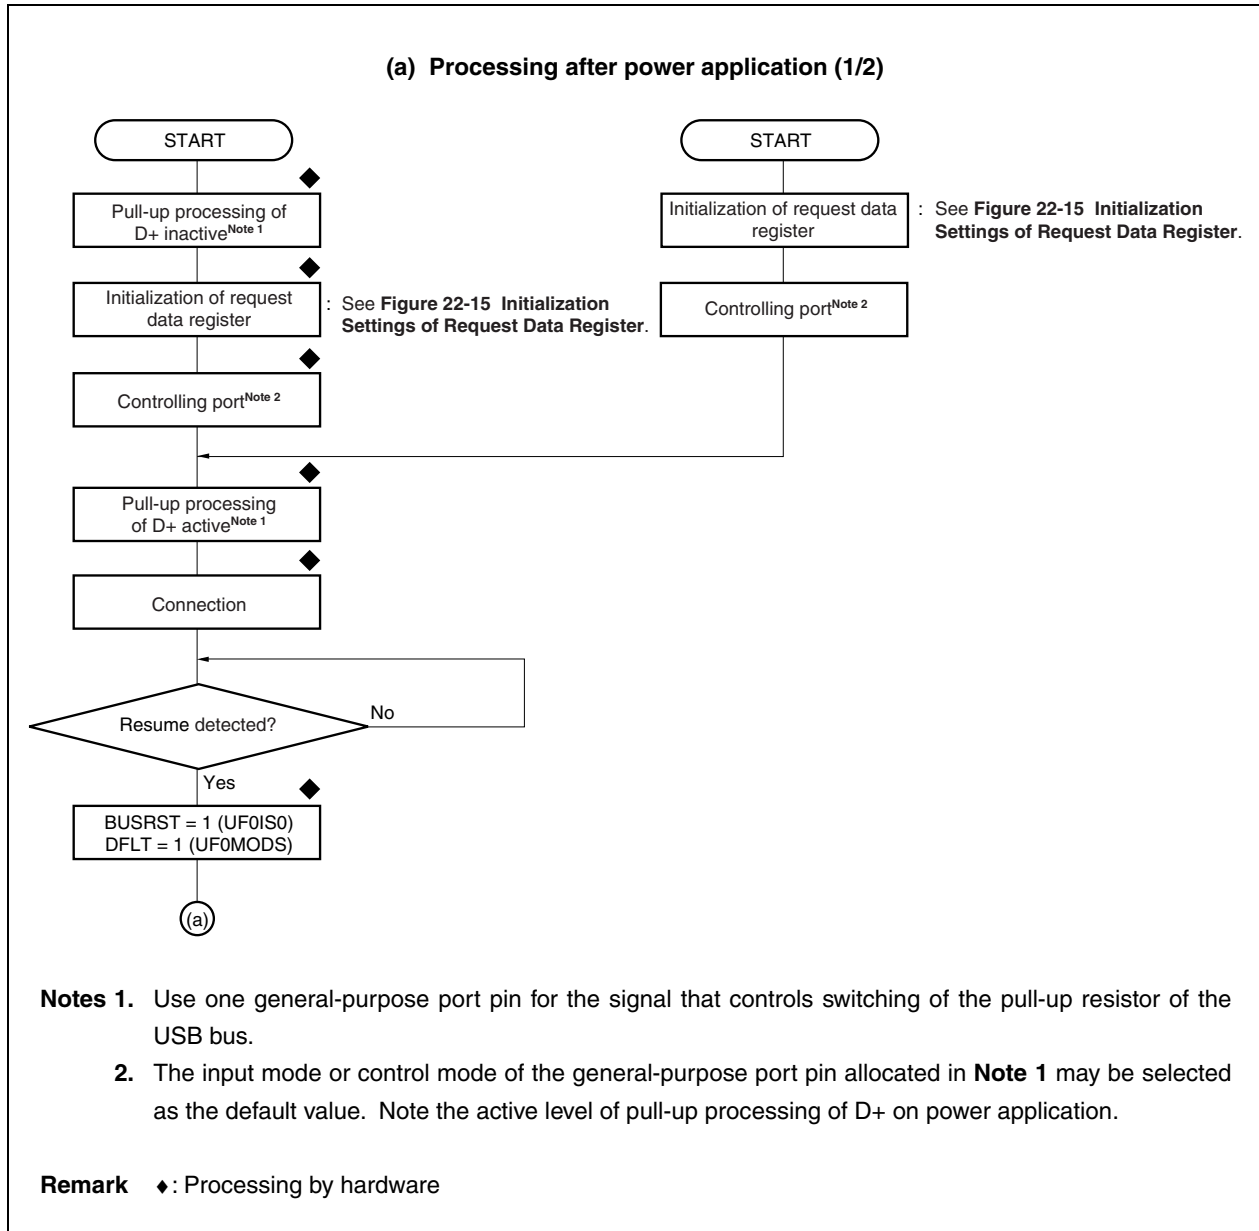 (a) Processing after power application (1/2)
START
Pull-up processing of
D+ inactiveNote 1
Initialization of request
data register
: See Figure 22-15 Initialization
Settings of Request Data Register.
Controlling portNote 2
START
Initialization of request data
register
: See Figure 22-15 Initialization
Settings of Request Data Register.
Controlling portNote 2
Pull-up processing
of D+ activeNote 1
Connection
Resume detected?
No
Yes
BUSRST = 1 (UF0IS0)
DFLT = 1 (UF0MODS)
(a)
Notes 1. Use one general-purpose port pin for the signal that controls switching of the pull-up resistor of the
USB bus.
2. The input mode or control mode of the general-purpose port pin allocated in Note 1 may be selected
as the default value. Note the active level of pull-up processing of D+ on power application.
Remark ♦: Processing by hardware